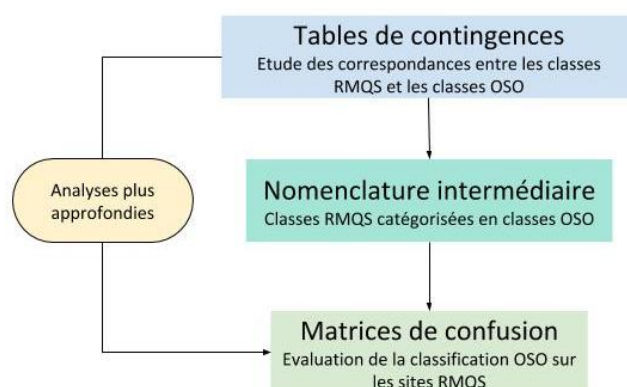 Tables de contingences
Etude des correspondances entre les classes
RMQS et les classes OSO
Analyses plus
approfondies
Nomenclature intermédiaire
Classes RMQS catégorisées en classes OSO
Matrices de confusion
Evaluation de la classification OSO sur
les sites RMQS